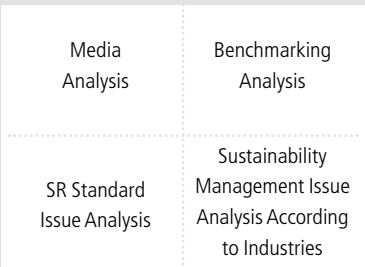 Media
Analysis
Benchmarking
Analysis
SR Standard
Issue Analysis
Sustainability
Management Issue
Analysis According
to Industries